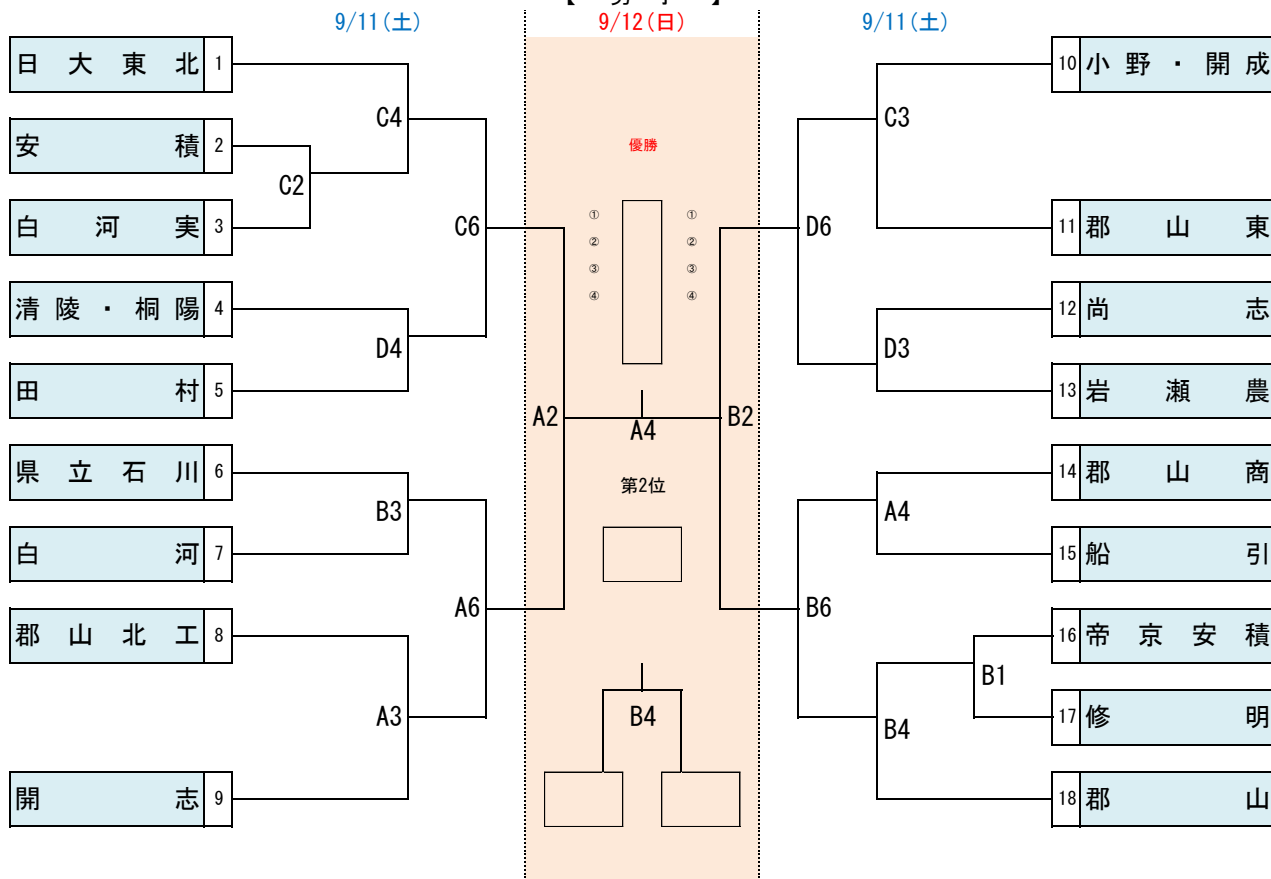 9/11(土)
9/12(日)
9/11(土)
日大東北 1
安積 2
白河実 3
清陵・桐陽 4
田村 5
県立石川 6
白河 7
郡山北工 8
開志 9
C4
C2
C6
D4
B3
A6
A3
優勝
① ①
② ②
③ ③
④ ④
A2
A4
B2
第2位
B4
C3
D6
D3
A4
B6
B1
B4
10 小野・開成
11 郡山東
12 尚志
13 岩瀬農
14 郡山商
15 船引
16 帝京安積
17 修明
18 郡山